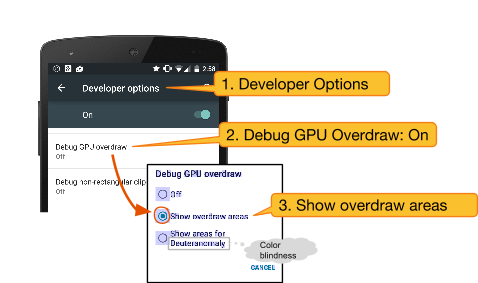 2:58
Developer options
1. Developer Options
On
2. Debug GPU Overdraw: On
Debug GPU overdraw
Off
Debug non-rectangular clip
Off
Debug GPU overdraw
Off
Show overdraw areas
3. Show overdraw areas
Show areas for
Deuteranomaly
Color
blindness
CANCEL